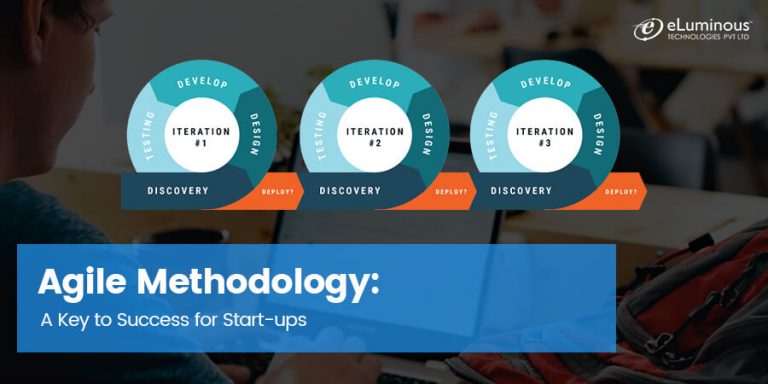 eLuminous™
TECHNOLOGIES PVT LTD
DEVELOP
TESTING
DESIGN
ITERATION
#1
DISCOVERY
DEPLOY?
DEVELOP
TESTING
DESIGN
ITERATION
#2
DISCOVERY
DEPLOY?
DEVELOP
TESTING
DESIGN
ITERATION
#3
DISCOVERY
DEPLOY?
Agile Methodology:
A Key to Success for Start-ups